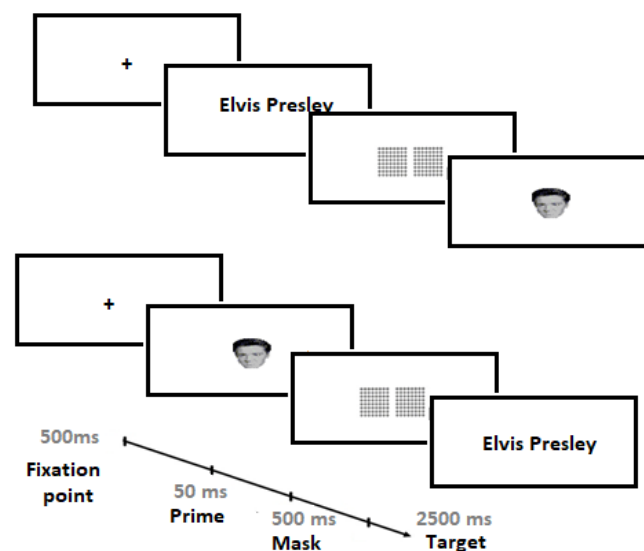 +
Elvis Presley
+
Elvis Presley
500ms
Fixation
point
50 ms
Prime
500 ms
Mask
2500 ms
Target